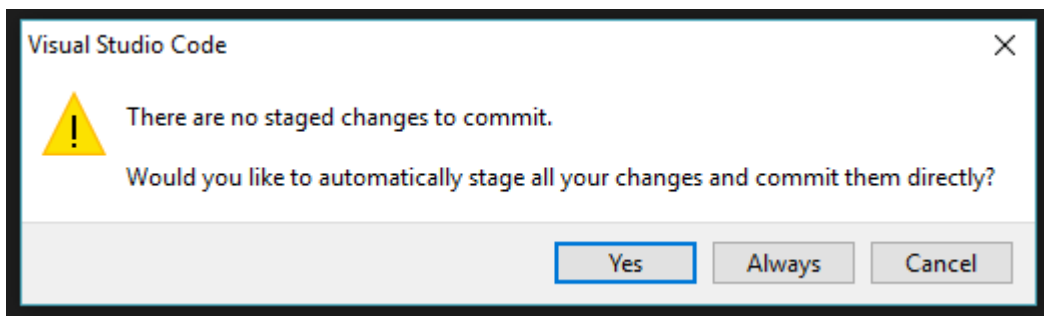 Visual Studio Code
There are no staged changes to commit.
Would you like to automatically stage all your changes and commit them directly?
Yes
Always
Cancel